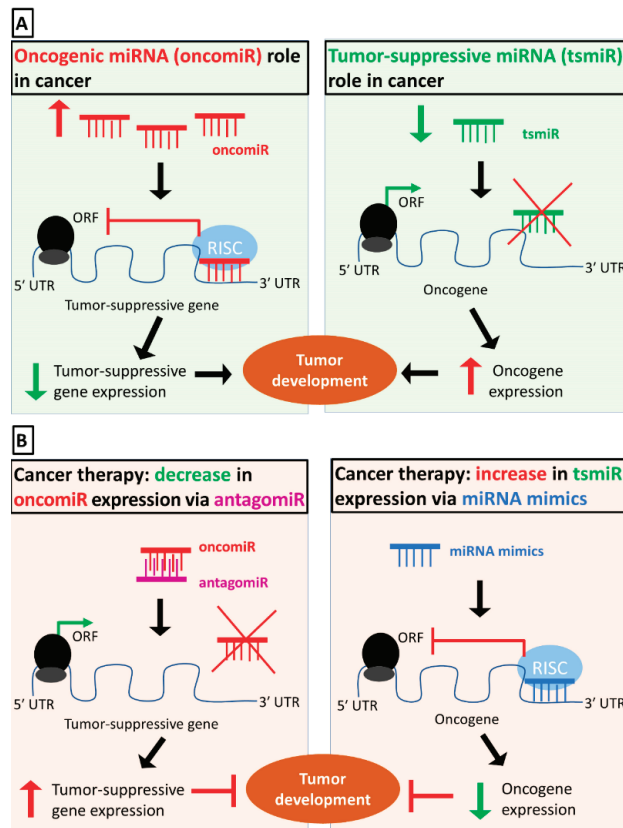 A
Oncogenic miRNA (oncomiR) role
in cancer
oncomiR
ORF
RISC
5' UTR
3' UTR
Tumor-suppressive gene
Tumor-suppressive
gene expression
Tumor-suppressive miRNA (tsmiR)
role in cancer
tsmiR
ORF
5' UTR
3' UTR
Oncogene
Oncogene
expression
Tumor
development
B
Cancer therapy: decrease in
oncomiR expression via antagomiR
oncomiR
antagomiR
ORF
5' UTR
3' UTR
Tumor-suppressive gene
Tumor-suppressive
gene expression
Cancer therapy: increase in tsmiR
expression via miRNA mimics
miRNA mimics
ORF
RISC
5' UTR
3' UTR
Oncogene
Oncogene
expression
Tumor
development